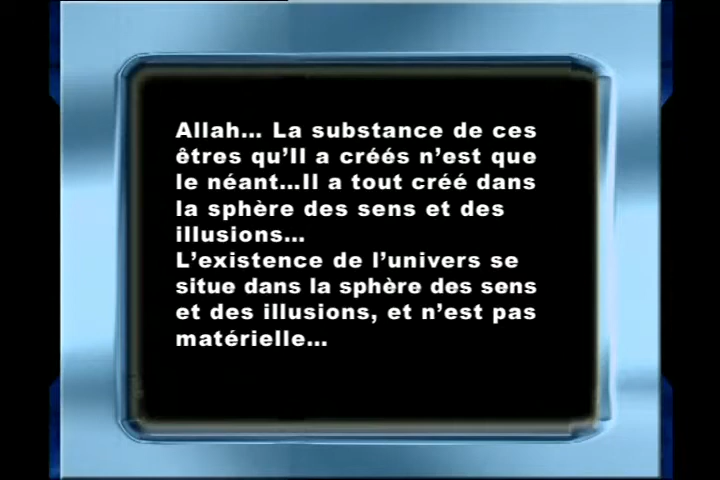 Allah... La substance de ces
êtres qu'Il a créés n'est que
le néant...Il a tout créé dans
la sphère des sens et des
illusions...
L'existence de l'univers se
situe dans la sphère des sens
et des illusions, et n'est pas
matérielle...